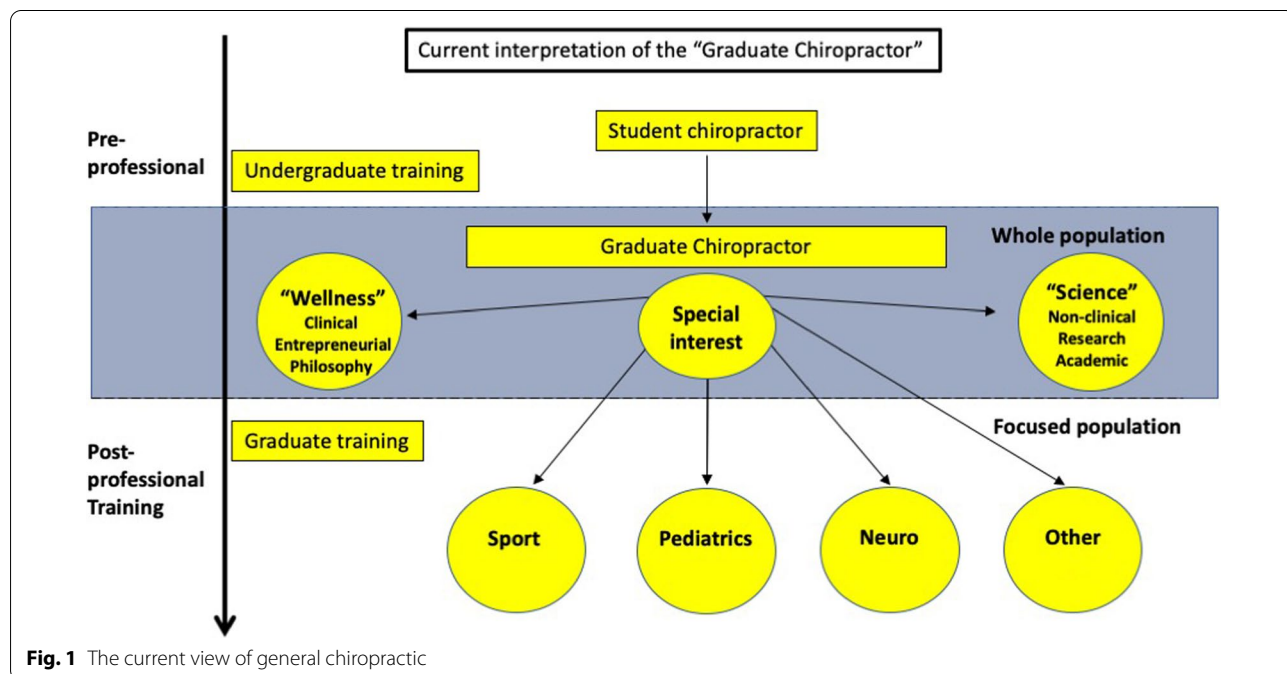 Current interpretation of the “Graduate Chiropractor”
Pre-
professional
Student chiropractor
Undergraduate training
Graduate Chiropractor
Whole population
“Wellness”
Clinical
Entrepreneurial
Philosophy
Special
interest
“Science”
Non-clinical
Research
Academic
Graduate training
Focused population
Post-
professional
Training
Sport
Pediatrics
Neuro
Other
Fig. 1 The current view of general chiropractic